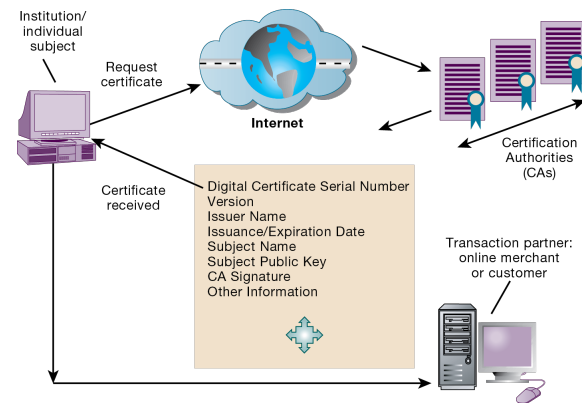 Institution/
individual
subject
Request
certificate
Internet
Certification
Authorities
(CAs)
Certificate
received
Digital Certificate Serial Number
Version
Issuer Name
Issuance/Expiration Date
Subject Name
Subject Public Key
CA Signature
Other Information
Transaction partner:
online merchant
or customer